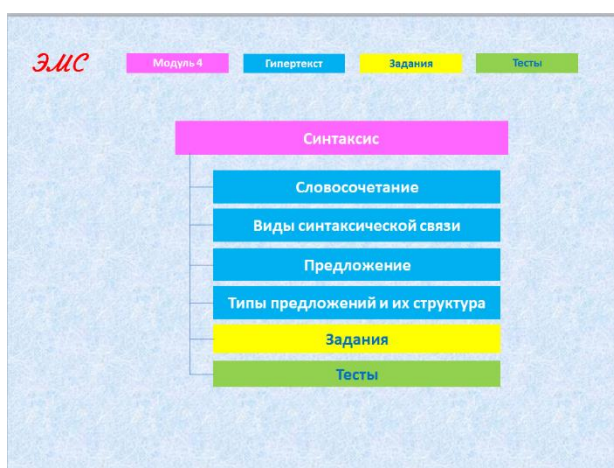 ЭМС
Модуль 4
Гипертекст
Задания
Тесты
Синтаксис
Словосочетание
Виды синтаксической связи
Предложение
Типы предложений и их структура
Задания
Тесты